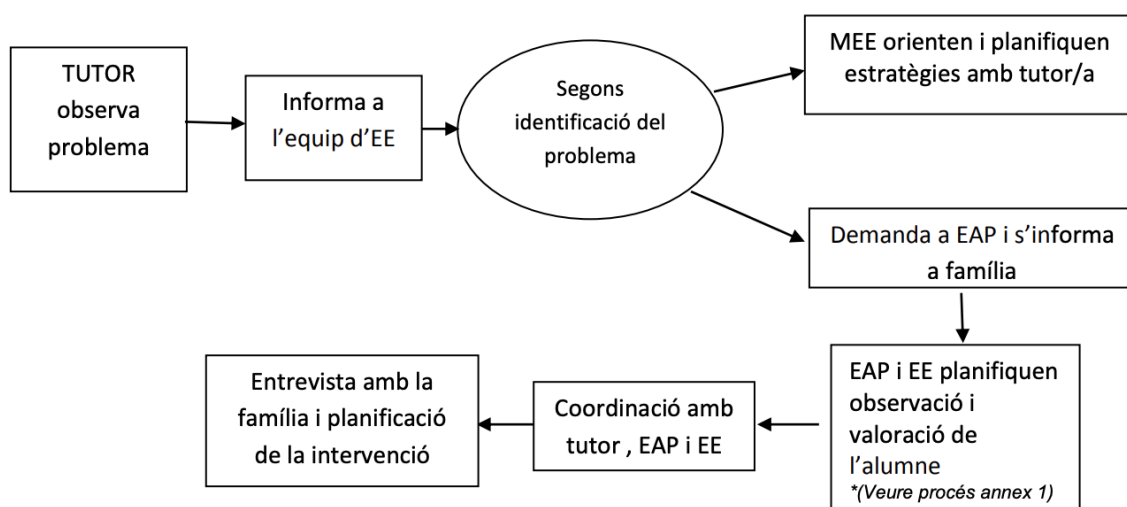 TUTOR
observa
problema
Informa a
l'equip d'EE
Segons
identificació del
problema
MEE orienten i planifiquen
estratègies amb tutor/a
Demanda a EAP i s'informa
a família
EAP i EE planifiquen
observació i
valoració de
l'alumne
*(Veure procés annex 1)
Coordinació amb
tutor , EAP i EE
Entrevista amb la
família i planificació
de la intervenció